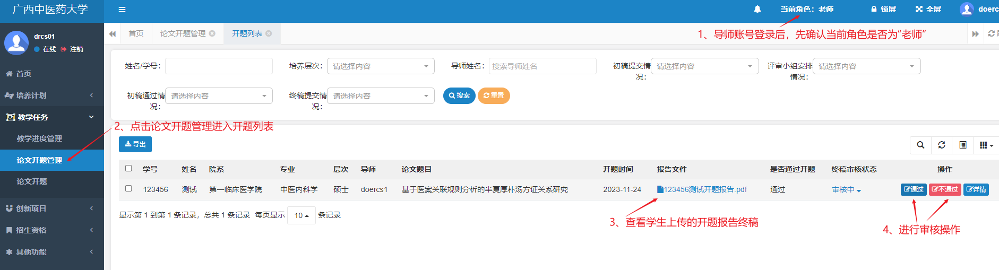 广西中医药大学
当前角色：老师
锁屏
全屏
doerc
drcs01
在线 注销
首页 论文开题管理 开题列表
1、导师账号登录后，先确认当前角色是否为“老师”
首页
培养计划
教学任务
教学进度管理
论文开题管理
论文开题
创新项目
招生资格
其他功能
姓名/学号：
培养层次： 请选择内容
导师姓名： 搜索导师姓名
初稿提交情况： 请选择内容
评审小组安排情况： 请选择内容
初稿通过情况： 请选择内容
终稿提交情况： 请选择内容
搜索 重置
2、点击论文开题管理进入开题列表
导出
学号 姓名 院系 专业 层次 导师 论文题目 开题时间 报告文件 是否通过开题 终稿审核状态 操作
123456 测试 第一临床医学院 中医内科学 硕士 doercs1 基于医案关联规则分析的半夏厚朴汤方证关系研究 2023-11-24 123456测试开题报告.pdf 通过 审核中 通过 不通过 详情
显示第 1 到第 1 条记录，总共 1 条记录 每页显示 10 条记录
3、查看学生上传的开题报告终稿
4、进行审核操作